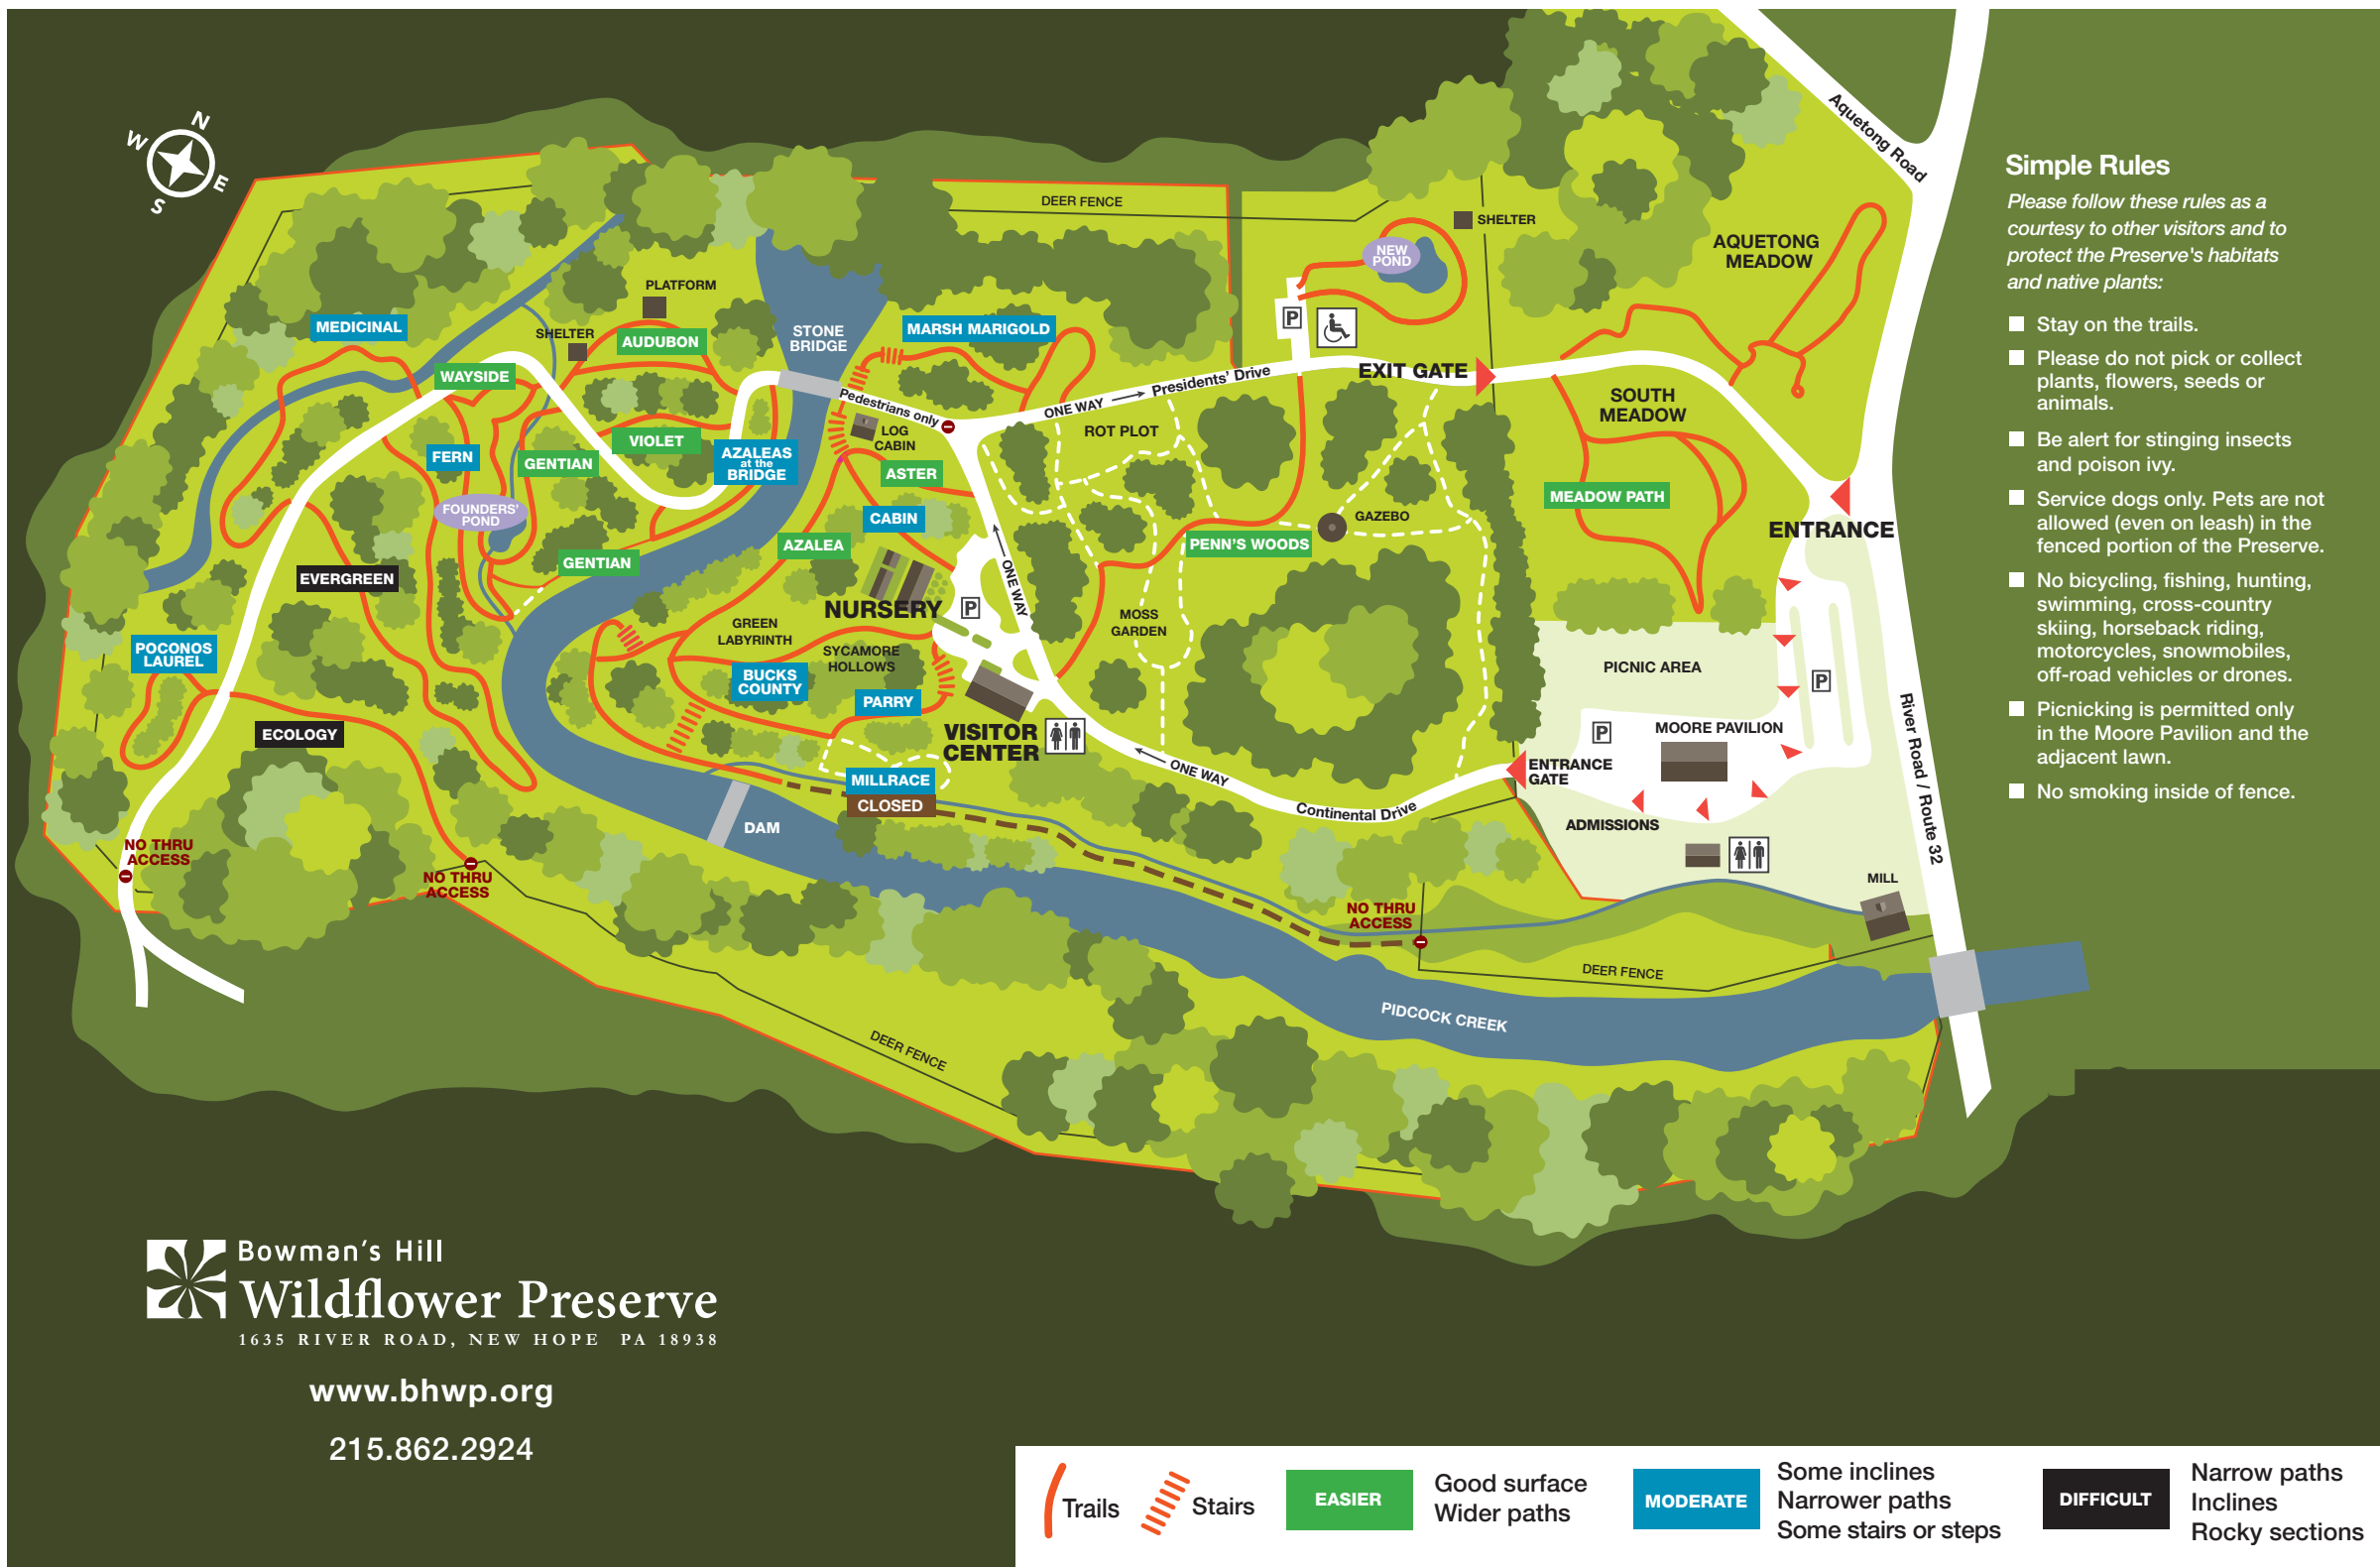 N
W
E
S
Aquetong Road
Simple Rules
Please follow these rules as a
courtesy to other visitors and to
protect the Preserve's habitats
and native plants:
Stay on the trails.
Please do not pick or collect
plants, flowers, seeds or
animals.
Be alert for stinging insects
and poison ivy.
Service dogs only. Pets are not
allowed (even on leash) in the
fenced portion of the Preserve.
No bicycling, fishing, hunting,
swimming, cross-country
skiing, horseback riding,
motorcycles, snowmobiles,
off-road vehicles or drones.
Picnicking is permitted only
in the Moore Pavilion and the
adjacent lawn.
No smoking inside of fence.
DEER FENCE
SHELTER
NEW
POND
AQUETONG
MEADOW
PLATFORM
SHELTER
MEDICINAL
AUDUBON
STONE
BRIDGE
MARSH MARIGOLD
P
WAYSIDE
EXIT GATE
Presidents' Drive
ONE WAY
Pedestrians only
SOUTH
MEADOW
LOG
CABIN
ROT PLOT
VIOLET
FERN
GENTIAN
AZALEAS
at the
BRIDGE
ASTER
MEADOW PATH
FOUNDERS'
POND
CABIN
GAZEBO
ENTRANCE
AZALEA
PENN'S WOODS
GENTIAN
EVERGREEN
ONE WAY
NURSERY
P
MOSS
GARDEN
GREEN
LABYRINTH
SYCAMORE
HOLLOWS
POCONOS
LAUREL
PICNIC AREA
P
BUCKS
COUNTY
PARRY
ECOLOGY
VISITOR
CENTER
P
MOORE PAVILION
River Road / Route 32
ONE WAY
ENTRANCE
GATE
MILLRACE
CLOSED
Continental Drive
DAM
ADMISSIONS
NO THRU
ACCESS
NO THRU
ACCESS
MILL
NO THRU
ACCESS
DEER FENCE
PIDCOCK CREEK
DEER FENCE
Bowman's Hill
Wildflower Preserve
1635 RIVER ROAD, NEW HOPE PA 18938
www.bhwp.org
215.862.2924
Trails
Stairs
EASIER
Good surface
Wider paths
MODERATE
Some inclines
Narrower paths
Some stairs or steps
DIFFICULT
Narrow paths
Inclines
Rocky sections